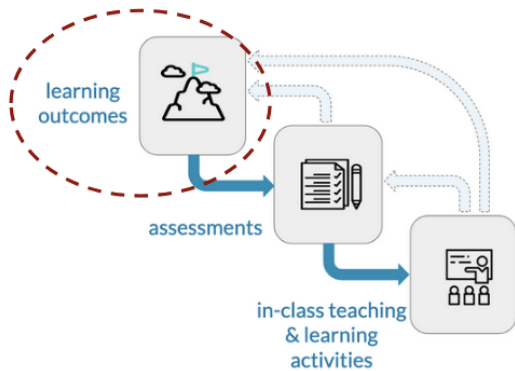 learning
outcomes
assessments
in-class teaching
& learning
activities